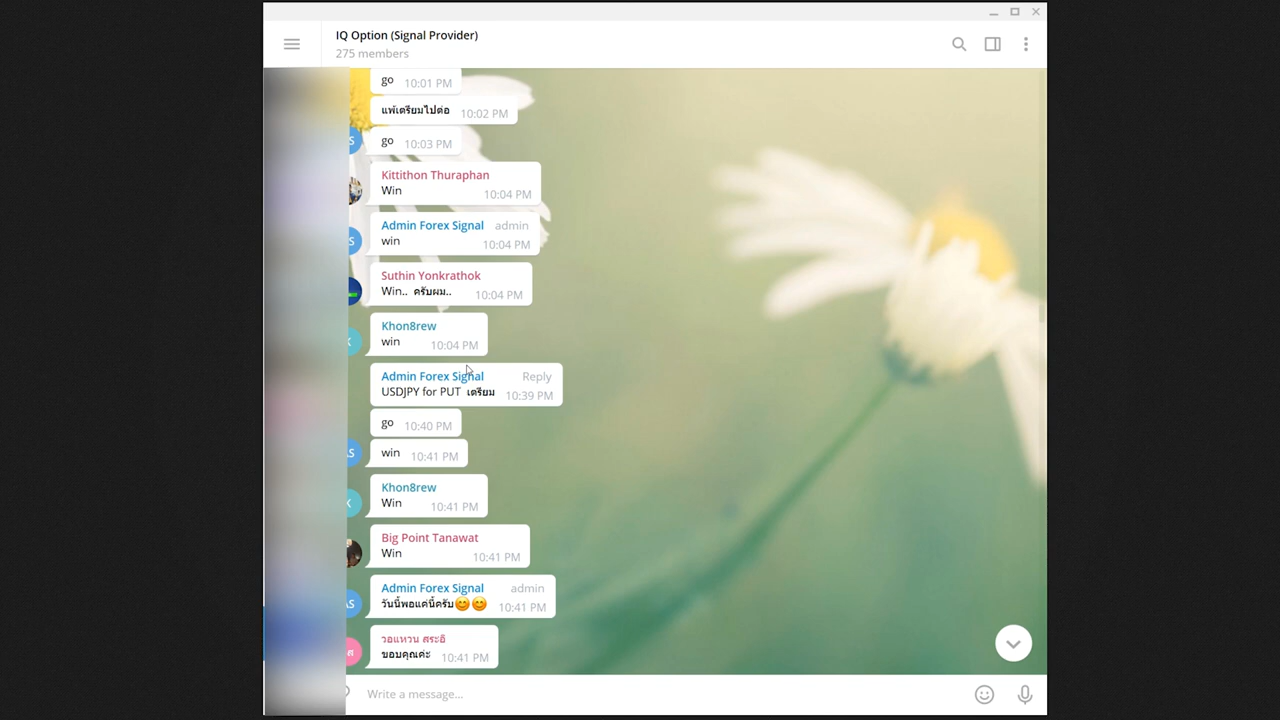 IQ Option (Signal Provider)
275 members
go 10:01 PM
แพ้เตรียมไปต่อ 10:02 PM
go 10:03 PM
Kittithon Thuraphan
Win 10:04 PM
Admin Forex Signal admin
win 10:04 PM
Suthin Yonkrathok
Win.. ครับผม.. 10:04 PM
Khon8rew
win 10:04 PM
Admin Forex Signal Reply
USDJPY for PUT เตรียม 10:39 PM
go 10:40 PM
win 10:41 PM
Khon8rew
Win 10:41 PM
Big Point Tanawat
Win 10:41 PM
Admin Forex Signal admin
วันนี้พอแค่นี้ครับ😊😊 10:41 PM
วอแหวน สระอิ
ขอบคุณค่ะ 10:41 PM
Write a message...